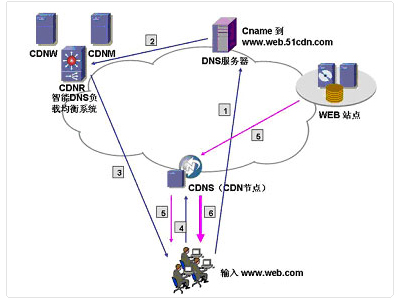 CDNW
CDNM
CDNR
智能DNS负
载均衡系统
2
Cname 到
www.web.51cdn.com
DNS服务器
1
WEB 站点
5
3
CDNS（CDN节点）
5
4
6
输入 www.web.com